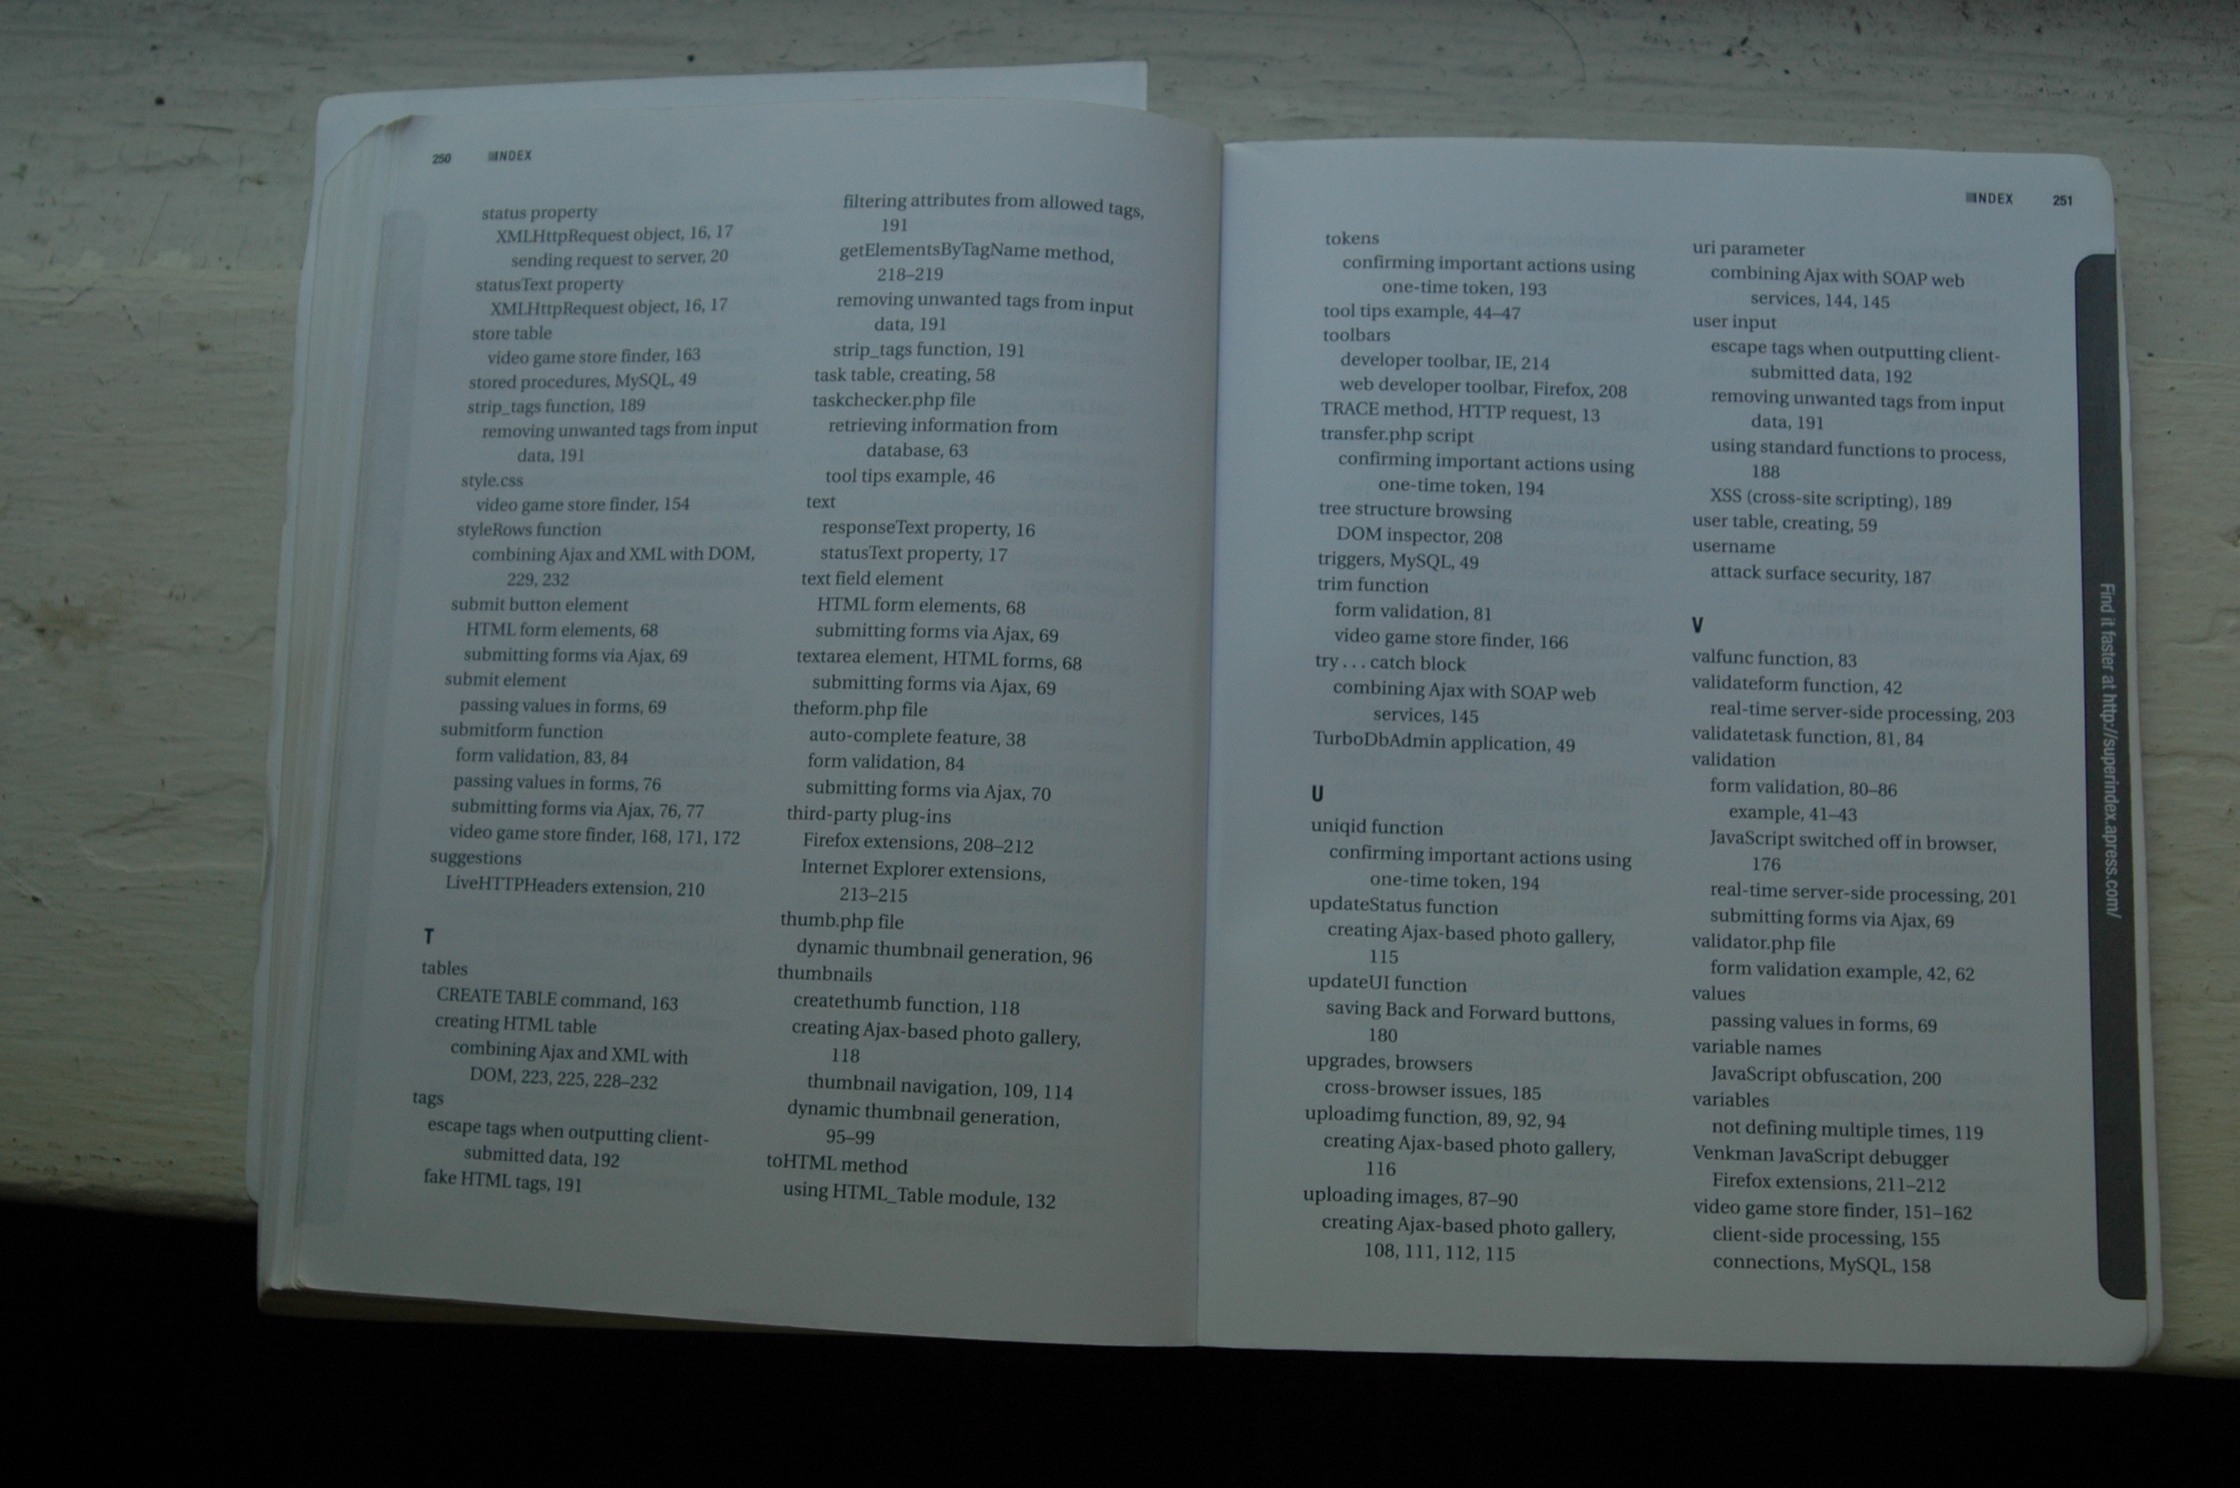 250 INDEX
status property
XMLHttpRequest object, 16, 17
sending request to server, 20
statusText property
XMLHttpRequest object, 16, 17
store table
video game store finder, 163
stored procedures, MySQL, 49
strip_tags function, 189
removing unwanted tags from input
data, 191
style.css
video game store finder, 154
styleRows function
combining Ajax and XML with DOM,
229, 232
submit button element
HTML form elements, 68
submitting forms via Ajax, 69
submit element
passing values in forms, 69
submitform function
form validation, 83, 84
passing values in forms, 76
submitting forms via Ajax, 76, 77
video game store finder, 168, 171, 172
suggestions
LiveHTTPHeaders extension, 210
T
tables
CREATE TABLE command, 163
creating HTML table
combining Ajax and XML with
DOM, 223, 225, 228–232
tags
escape tags when outputting client-
submitted data, 192
fake HTML tags, 191
filtering attributes from allowed tags,
191
getElementsByTagName method,
218–219
removing unwanted tags from input
data, 191
strip_tags function, 191
task table, creating, 58
taskchecker.php file
retrieving information from
database, 63
tool tips example, 46
text
responseText property, 16
statusText property, 17
text field element
HTML form elements, 68
submitting forms via Ajax, 69
textarea element, HTML forms, 68
submitting forms via Ajax, 69
theform.php file
auto-complete feature, 38
form validation, 84
submitting forms via Ajax, 70
third-party plug-ins
Firefox extensions, 208–212
Internet Explorer extensions,
213–215
thumb.php file
dynamic thumbnail generation, 96
thumbnails
createthumb function, 118
creating Ajax-based photo gallery,
118
thumbnail navigation, 109, 114
dynamic thumbnail generation,
95–99
toHTML method
using HTML_Table module, 132
INDEX 251
tokens
confirming important actions using
one-time token, 193
tool tips example, 44–47
toolbars
developer toolbar, IE, 214
web developer toolbar, Firefox, 208
TRACE method, HTTP request, 13
transfer.php script
confirming important actions using
one-time token, 194
tree structure browsing
DOM inspector, 208
triggers, MySQL, 49
trim function
form validation, 81
video game store finder, 166
try . . . catch block
combining Ajax with SOAP web
services, 145
TurboDbAdmin application, 49
U
uniqid function
confirming important actions using
one-time token, 194
updateStatus function
creating Ajax-based photo gallery,
115
updateUI function
saving Back and Forward buttons,
180
upgrades, browsers
cross-browser issues, 185
uploadimg function, 89, 92, 94
creating Ajax-based photo gallery,
116
uploading images, 87–90
creating Ajax-based photo gallery,
108, 111, 112, 115
uri parameter
combining Ajax with SOAP web
services, 144, 145
user input
escape tags when outputting client-
submitted data, 192
removing unwanted tags from input
data, 191
using standard functions to process,
188
XSS (cross-site scripting), 189
user table, creating, 59
username
attack surface security, 187
V
valfunc function, 83
validateform function, 42
real-time server-side processing, 203
validatetask function, 81, 84
validation
form validation, 80–86
example, 41–43
JavaScript switched off in browser,
176
real-time server-side processing, 201
submitting forms via Ajax, 69
validator.php file
form validation example, 42, 62
values
passing values in forms, 69
variable names
JavaScript obfuscation, 200
variables
not defining multiple times, 119
Venkman JavaScript debugger
Firefox extensions, 211–212
video game store finder, 151–162
client-side processing, 155
connections, MySQL, 158
Find it faster at http://superindex.apress.com/